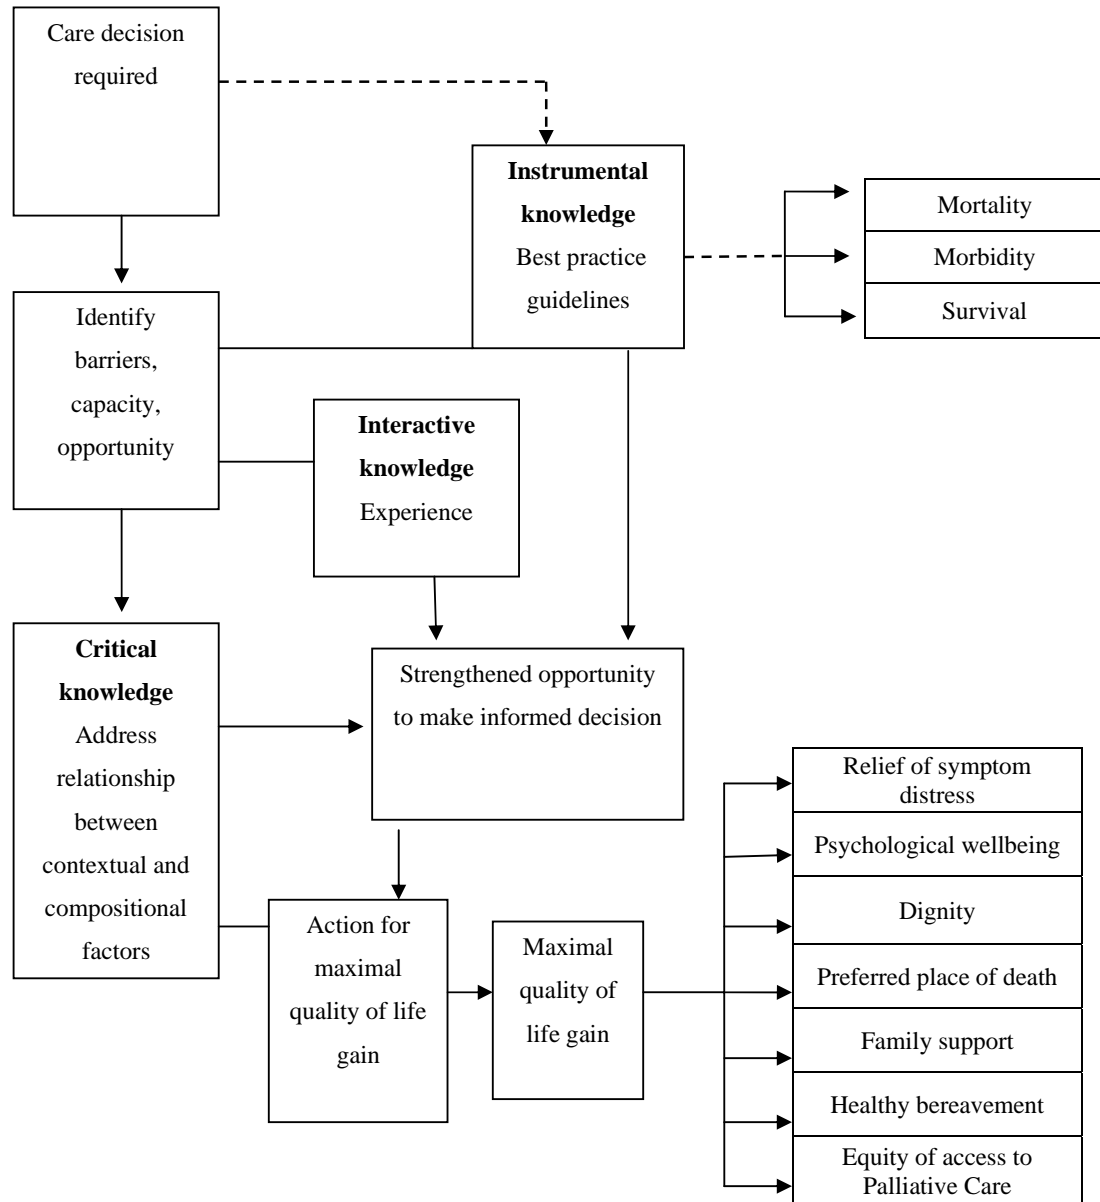 Care decision
required
Instrumental
knowledge
Best practice
guidelines
Mortality
Morbidity
Survival
Identify
barriers,
capacity,
opportunity
Interactive
knowledge
Experience
Critical
knowledge
Address
relationship
between
contextual and
compositional
factors
Strengthened opportunity
to make informed decision
Action for
maximal
quality of life
gain
Maximal
quality of
life gain
Relief of symptom
distress
Psychological wellbeing
Dignity
Preferred place of death
Family support
Healthy bereavement
Equity of access to
Palliative Care